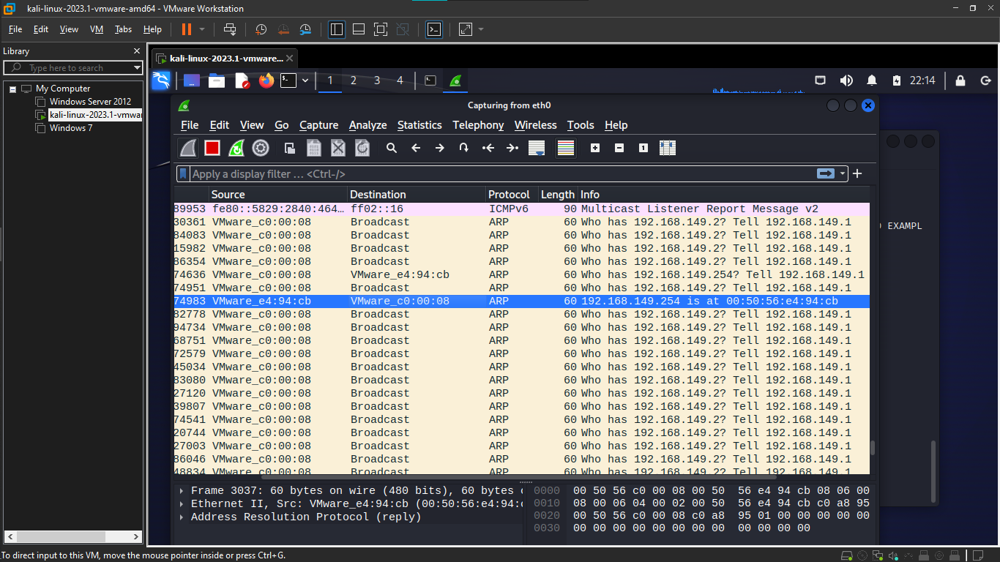 kali-linux-2023.1-vmware-amd64 - VMware Workstation
File Edit View VM Tabs Help
Library
Type here to search
My Computer
Windows Server 2012
kali-linux-2023.1-vmwar
Windows 7
kali-linux-2023.1-vmware...
1 2 3 4 22:14
Capturing from eth0
File Edit View Go Capture Analyze Statistics Telephony Wireless Tools Help
Apply a display filter … <Ctrl-/>
Source Destination Protocol Length Info
89953 fe80::5829:2840:464… ff02::16 ICMPv6 90 Multicast Listener Report Message v2
30361 VMware_c0:00:08 Broadcast ARP 60 Who has 192.168.149.2? Tell 192.168.149.1
84083 VMware_c0:00:08 Broadcast ARP 60 Who has 192.168.149.2? Tell 192.168.149.1
15982 VMware_c0:00:08 Broadcast ARP 60 Who has 192.168.149.2? Tell 192.168.149.1
86354 VMware_c0:00:08 Broadcast ARP 60 Who has 192.168.149.2? Tell 192.168.149.1
74636 VMware_c0:00:08 VMware_e4:94:cb ARP 60 Who has 192.168.149.254? Tell 192.168.149.1
74951 VMware_c0:00:08 Broadcast ARP 60 Who has 192.168.149.2? Tell 192.168.149.1
74983 VMware_e4:94:cb VMware_c0:00:08 ARP 60 192.168.149.254 is at 00:50:56:e4:94:cb
82778 VMware_c0:00:08 Broadcast ARP 60 Who has 192.168.149.2? Tell 192.168.149.1
94734 VMware_c0:00:08 Broadcast ARP 60 Who has 192.168.149.2? Tell 192.168.149.1
68751 VMware_c0:00:08 Broadcast ARP 60 Who has 192.168.149.2? Tell 192.168.149.1
72579 VMware_c0:00:08 Broadcast ARP 60 Who has 192.168.149.2? Tell 192.168.149.1
45034 VMware_c0:00:08 Broadcast ARP 60 Who has 192.168.149.2? Tell 192.168.149.1
83080 VMware_c0:00:08 Broadcast ARP 60 Who has 192.168.149.2? Tell 192.168.149.1
27120 VMware_c0:00:08 Broadcast ARP 60 Who has 192.168.149.2? Tell 192.168.149.1
39807 VMware_c0:00:08 Broadcast ARP 60 Who has 192.168.149.2? Tell 192.168.149.1
74541 VMware_c0:00:08 Broadcast ARP 60 Who has 192.168.149.2? Tell 192.168.149.1
20744 VMware_c0:00:08 Broadcast ARP 60 Who has 192.168.149.2? Tell 192.168.149.1
27003 VMware_c0:00:08 Broadcast ARP 60 Who has 192.168.149.2? Tell 192.168.149.1
86046 VMware_c0:00:08 Broadcast ARP 60 Who has 192.168.149.2? Tell 192.168.149.1
48834 VMware_c0:00:08 Broadcast ARP 60 Who has 192.168.149.2? Tell 192.168.149.1
EXAMPL
Frame 3037: 60 bytes on wire (480 bits), 60 bytes
Ethernet II, Src: VMware_e4:94:cb (00:50:56:e4:94:
Address Resolution Protocol (reply)
0000 00 50 56 c0 00 08 00 50 56 e4 94 cb 08 06 00
0010 08 00 06 04 00 02 00 50 56 e4 94 cb c0 a8 95
0020 00 50 56 c0 00 08 c0 a8 95 01 00 00 00 00 00
0030 00 00 00 00 00 00 00 00 00 00 00 00
To direct input to this VM, move the mouse pointer inside or press Ctrl+G.